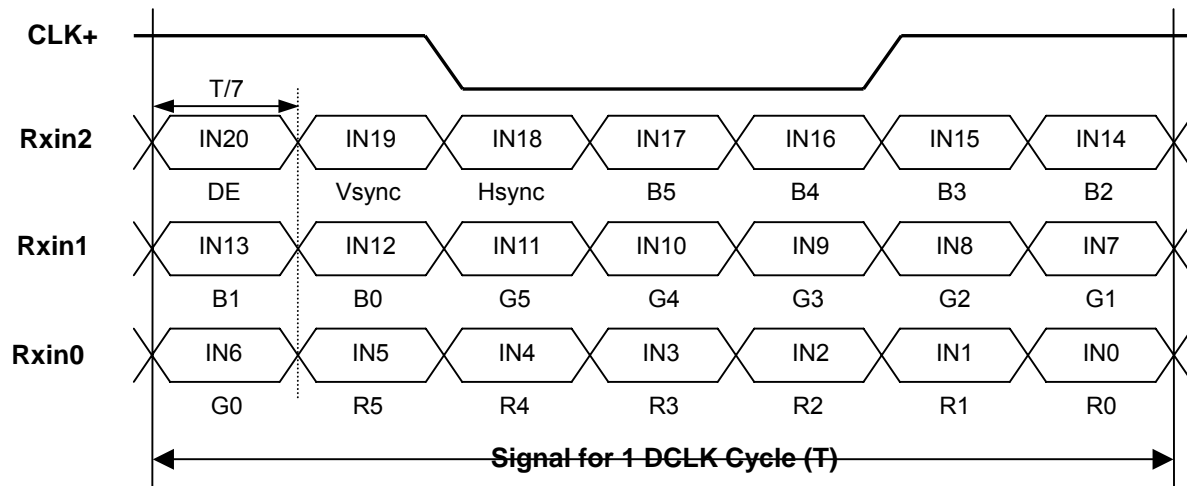 CLK+
T/7
Rxin2 IN20 IN19 IN18 IN17 IN16 IN15 IN14
DE Vsync Hsync B5 B4 B3 B2
Rxin1 IN13 IN12 IN11 IN10 IN9 IN8 IN7
B1 B0 G5 G4 G3 G2 G1
Rxin0 IN6 IN5 IN4 IN3 IN2 IN1 IN0
G0 R5 R4 R3 R2 R1 R0
Signal for 1 DCLK Cycle (T)